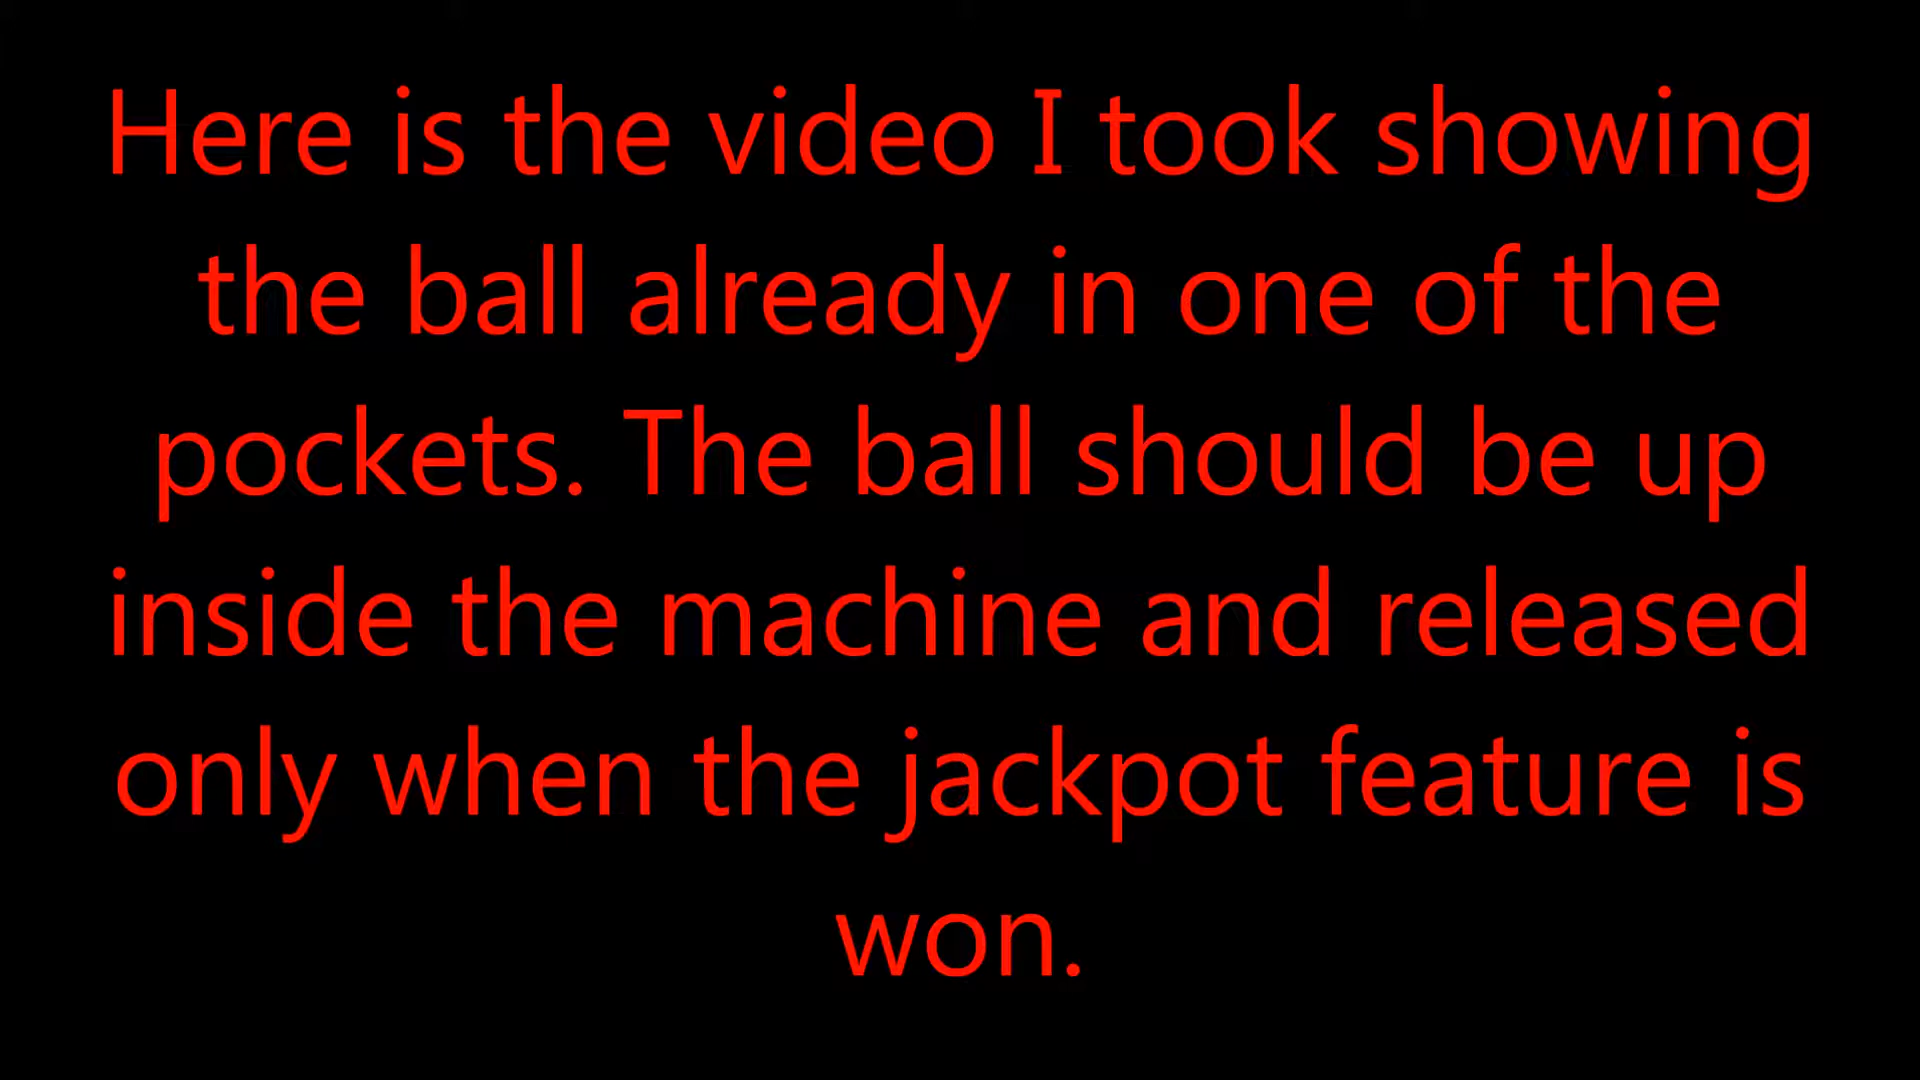 Here is the video I took showing
the ball already in one of the
pockets. The ball should be up
inside the machine and released
only when the jackpot feature is
won.